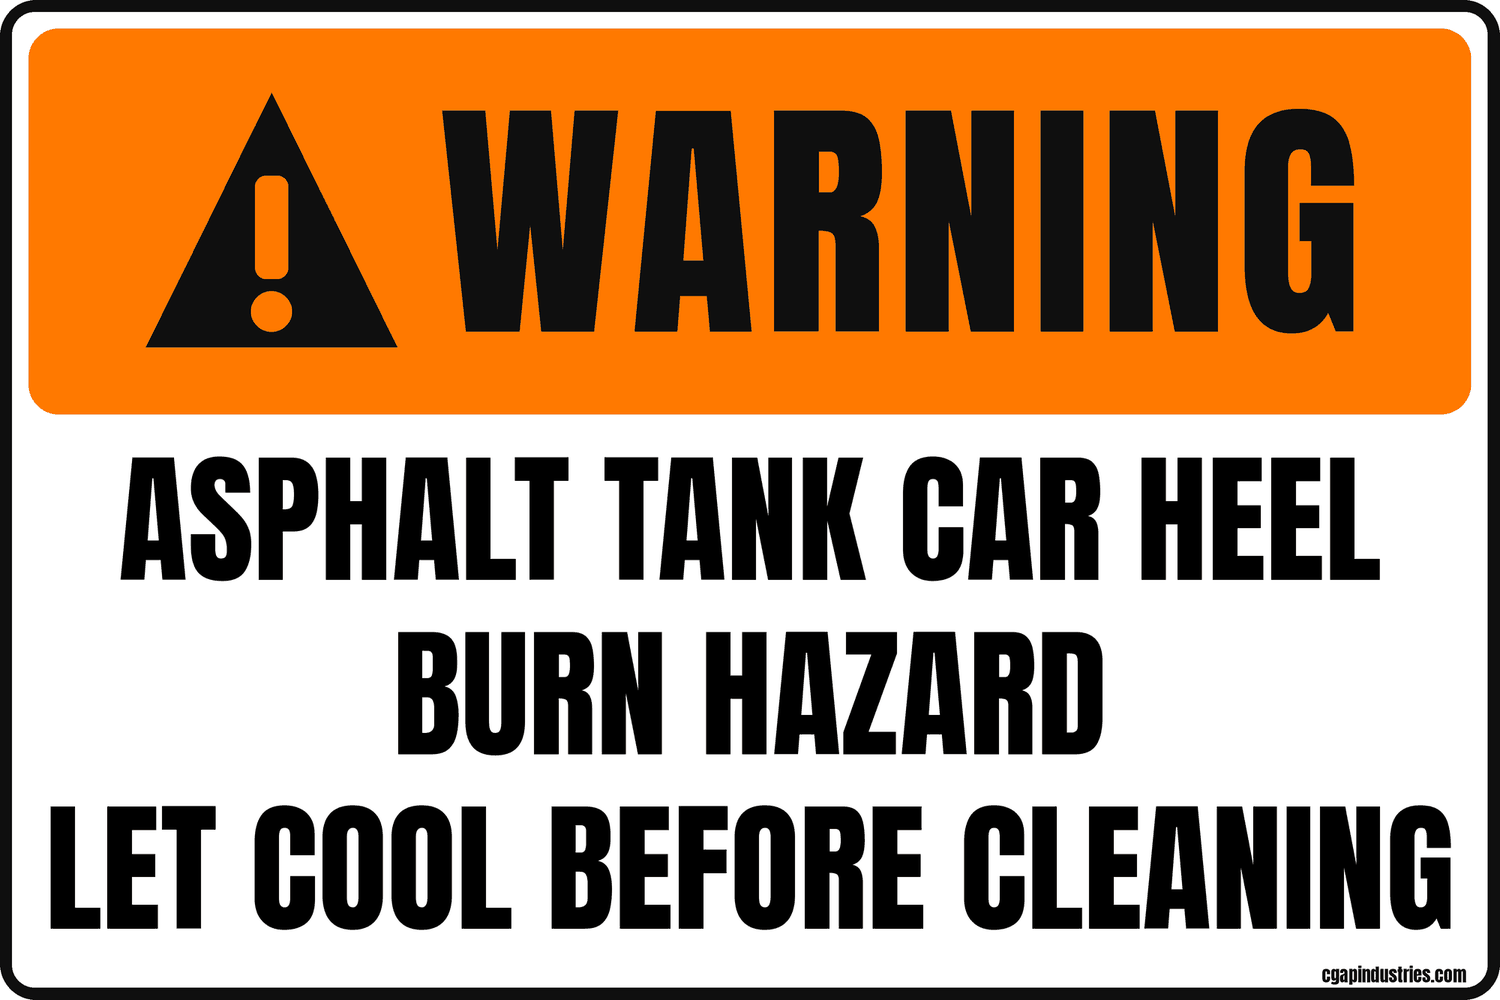 WARNING
ASPHALT TANK CAR HEEL
BURN HAZARD
LET COOL BEFORE CLEANING
cgapindustries.com